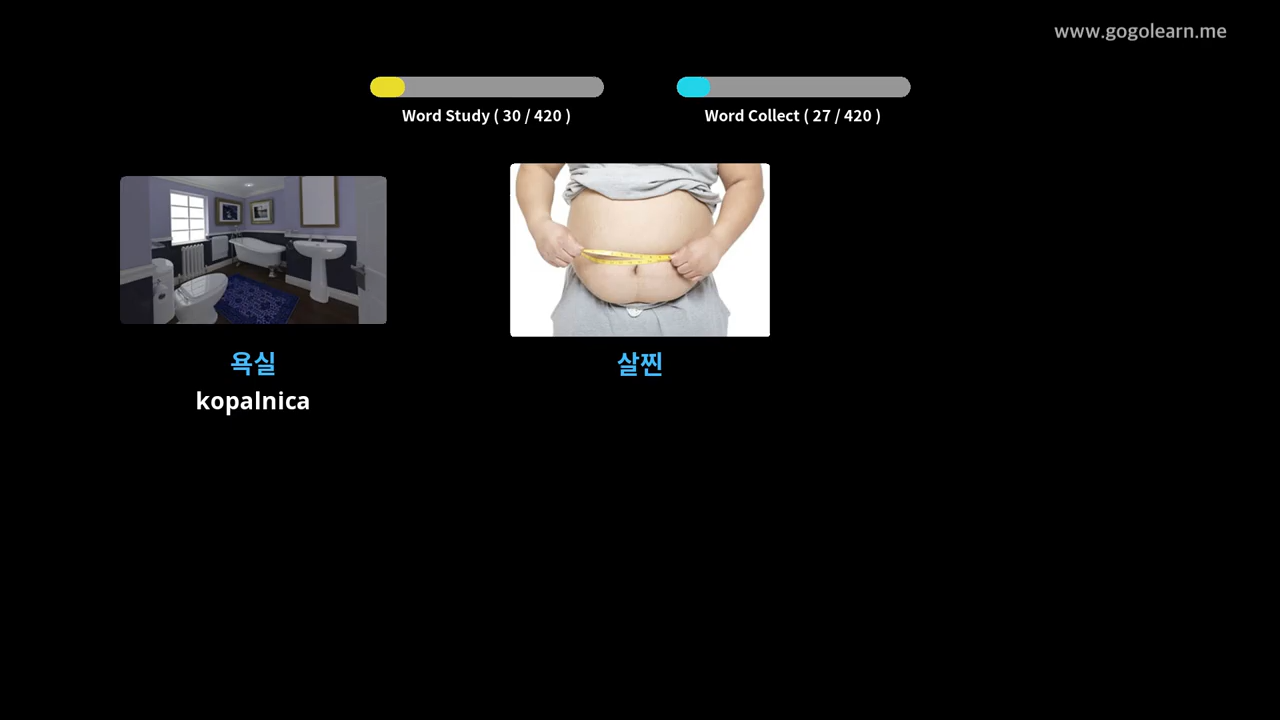 www.gogolearn.me
Word Study ( 30 / 420 )
Word Collect ( 27 / 420 )
욕실
kopalnica
살찐